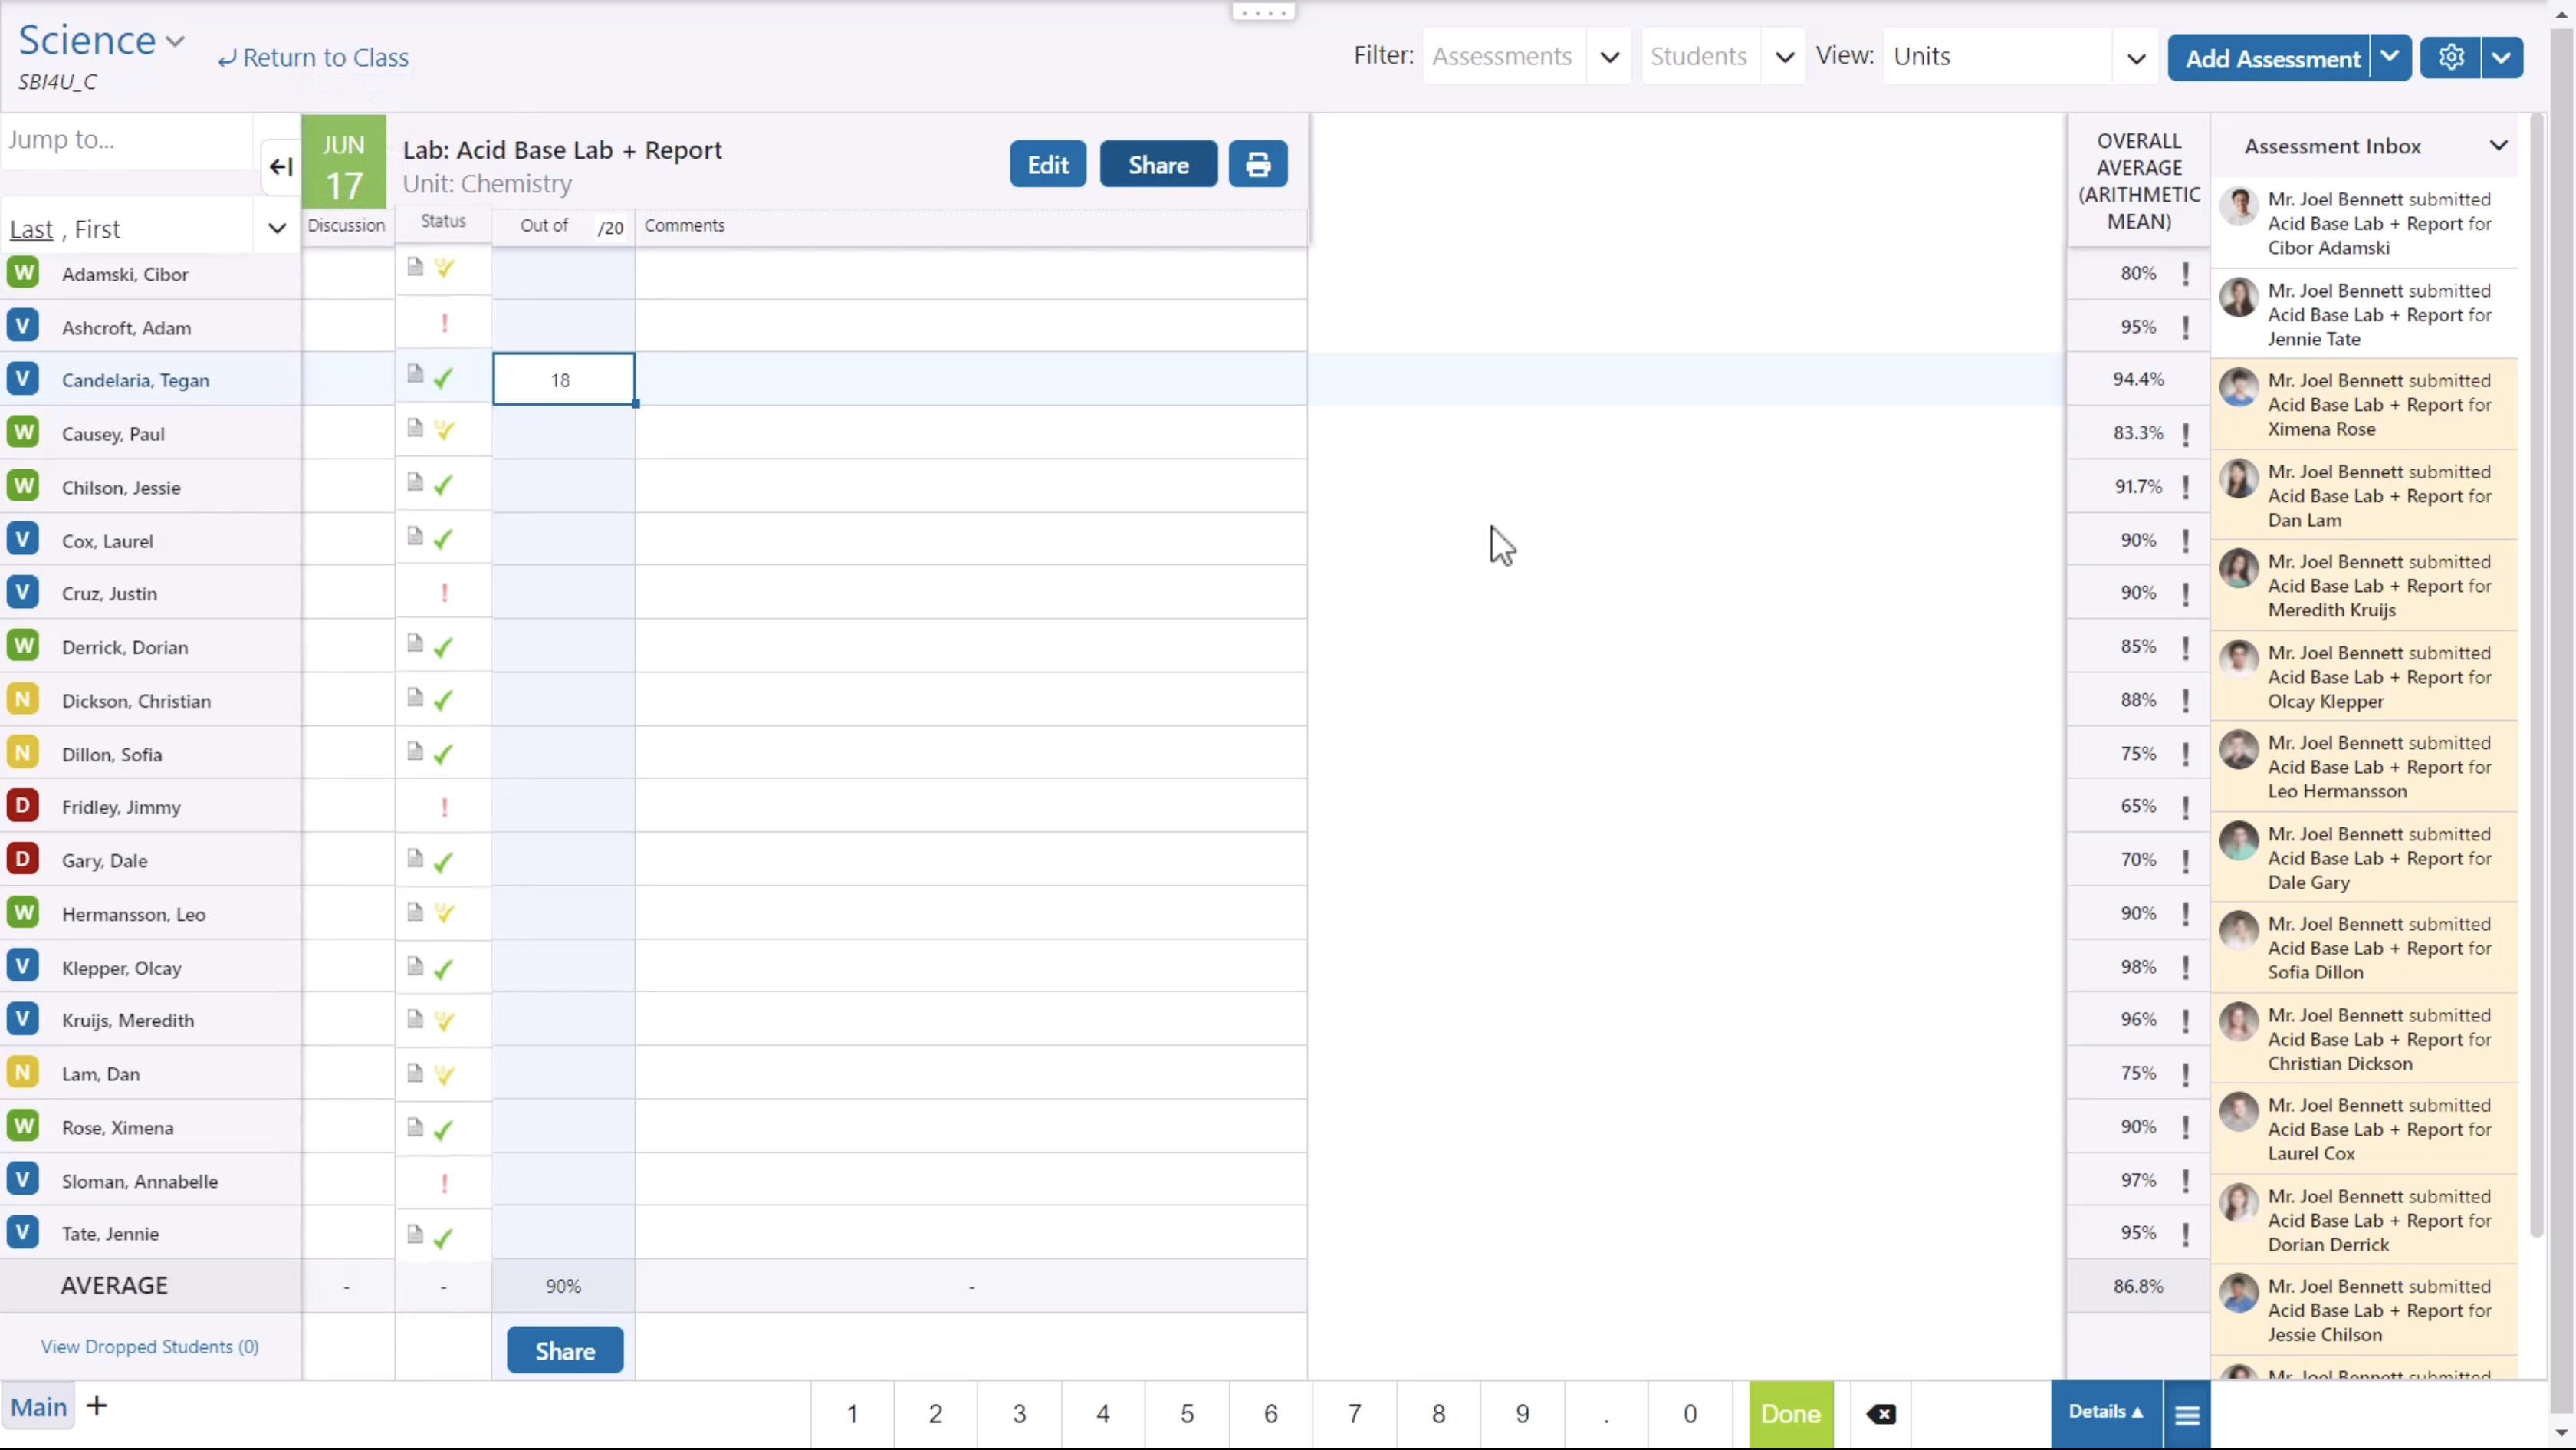 Science
SBI4U_C
Return to Class
Filter: Assessments Students View: Units Add Assessment
Jump to...
JUN
17
Lab: Acid Base Lab + Report
Unit: Chemistry
Edit Share
Last , First
Discussion Status Out of /20 Comments
OVERALL
AVERAGE
(ARITHMETIC
MEAN)
W Adamski, Cibor 80% !
V Ashcroft, Adam ! 95% !
V Candelaria, Tegan 18 94.4%
W Causey, Paul 83.3% !
W Chilson, Jessie 91.7% !
V Cox, Laurel 90% !
V Cruz, Justin ! 90% !
W Derrick, Dorian 85% !
N Dickson, Christian 88% !
N Dillon, Sofia 75% !
D Fridley, Jimmy ! 65% !
D Gary, Dale 70% !
W Hermansson, Leo 90% !
V Klepper, Olcay 98% !
V Kruijs, Meredith 96% !
N Lam, Dan 75% !
W Rose, Ximena 90% !
V Sloman, Annabelle ! 97% !
V Tate, Jennie 95% !
AVERAGE - - 90% - 86.8%
View Dropped Students (0)
Share
Assessment Inbox
Mr. Joel Bennett submitted
Acid Base Lab + Report for
Cibor Adamski
Mr. Joel Bennett submitted
Acid Base Lab + Report for
Jennie Tate
Mr. Joel Bennett submitted
Acid Base Lab + Report for
Ximena Rose
Mr. Joel Bennett submitted
Acid Base Lab + Report for
Dan Lam
Mr. Joel Bennett submitted
Acid Base Lab + Report for
Meredith Kruijs
Mr. Joel Bennett submitted
Acid Base Lab + Report for
Olcay Klepper
Mr. Joel Bennett submitted
Acid Base Lab + Report for
Leo Hermansson
Mr. Joel Bennett submitted
Acid Base Lab + Report for
Dale Gary
Mr. Joel Bennett submitted
Acid Base Lab + Report for
Sofia Dillon
Mr. Joel Bennett submitted
Acid Base Lab + Report for
Christian Dickson
Mr. Joel Bennett submitted
Acid Base Lab + Report for
Laurel Cox
Mr. Joel Bennett submitted
Acid Base Lab + Report for
Dorian Derrick
Mr. Joel Bennett submitted
Acid Base Lab + Report for
Jessie Chilson
Mr. Joel Bennett submitted
Main + 1 2 3 4 5 6 7 8 9 . 0 Done Details ▲